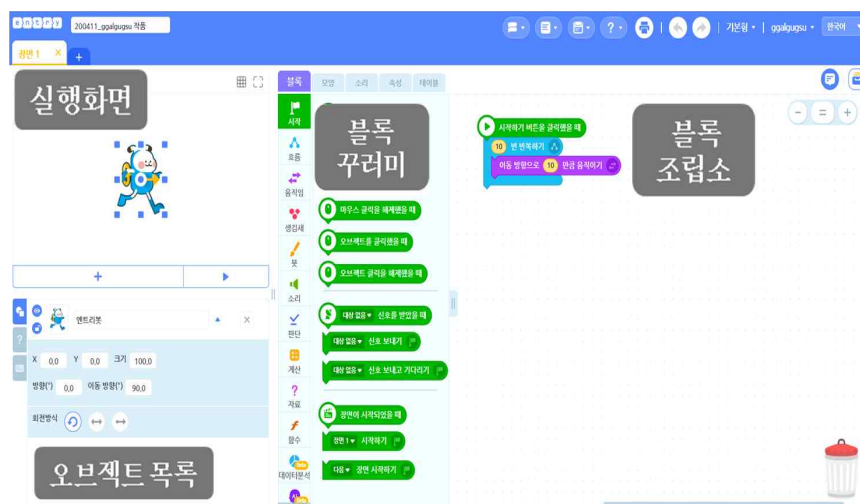 entry
200411_ggalgugsu 작품
기본형
ggalgugsu
한국어
장면 1 ×
+
실행화면
엔트리봇
X 0.0 Y 0.0 크기 100.0
방향(°) 0.0 이동 방향(°) 90.0
회전방식
오브젝트 목록
블록 모양 소리 속성 테이블
시작
흐름
움직임
생김새
붓
소리
판단
계산
자료
함수
데이터분석
블록
꾸러미
마우스 클릭을 해제했을 때
오브젝트를 클릭했을 때
오브젝트 클릭을 해제했을 때
대상 없음 신호를 받았을 때
대상 없음 신호 보내기
대상 없음 신호 보내고 기다리기
장면이 시작되었을 때
장면 1 시작하기
다음 장면 시작하기
시작하기 버튼을 클릭했을 때
10 번 반복하기
이동 방향으로 10 만큼 움직이기
블록
조립소